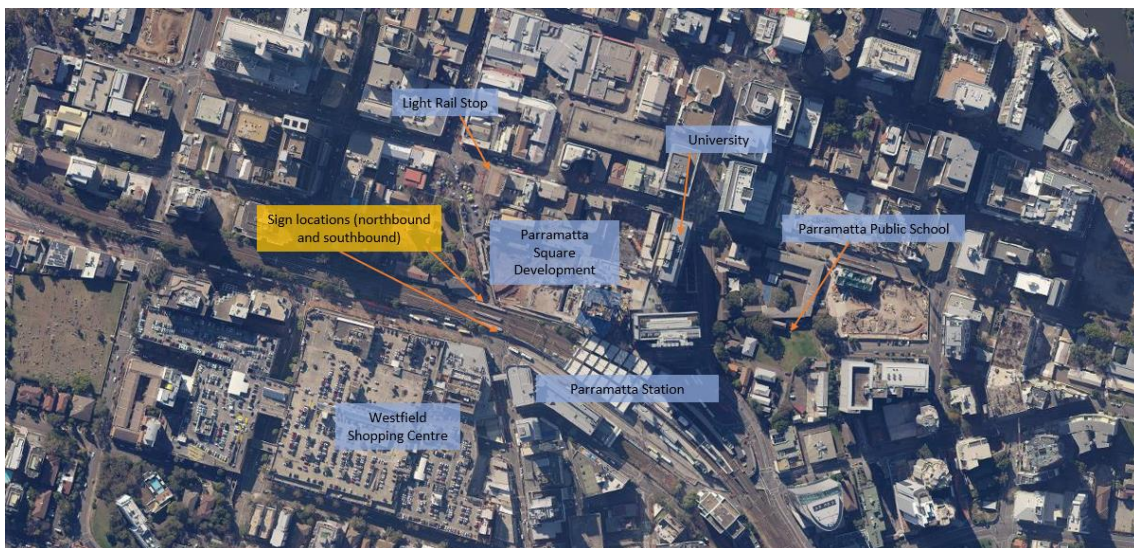 Light Rail Stop
University
Sign locations (northbound
and southbound)
Parramatta
Square
Development
Parramatta Public School
Parramatta Station
Westfield
Shopping Centre